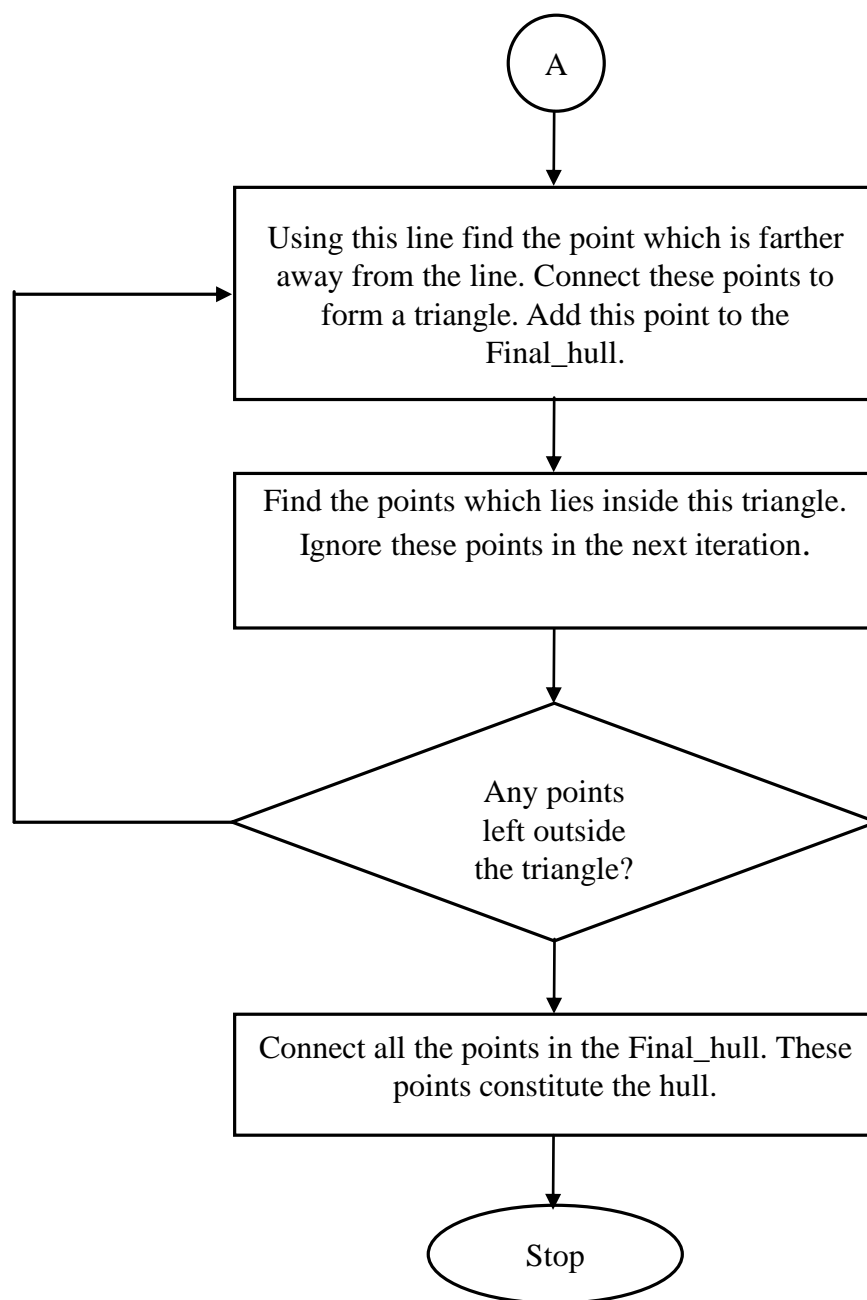 A
Using this line find the point which is farther
away from the line. Connect these points to
form a triangle. Add this point to the
Final_hull.
Find the points which lies inside this triangle.
Ignore these points in the next iteration.
Any points
left outside
the triangle?
Connect all the points in the Final_hull. These
points constitute the hull.
Stop